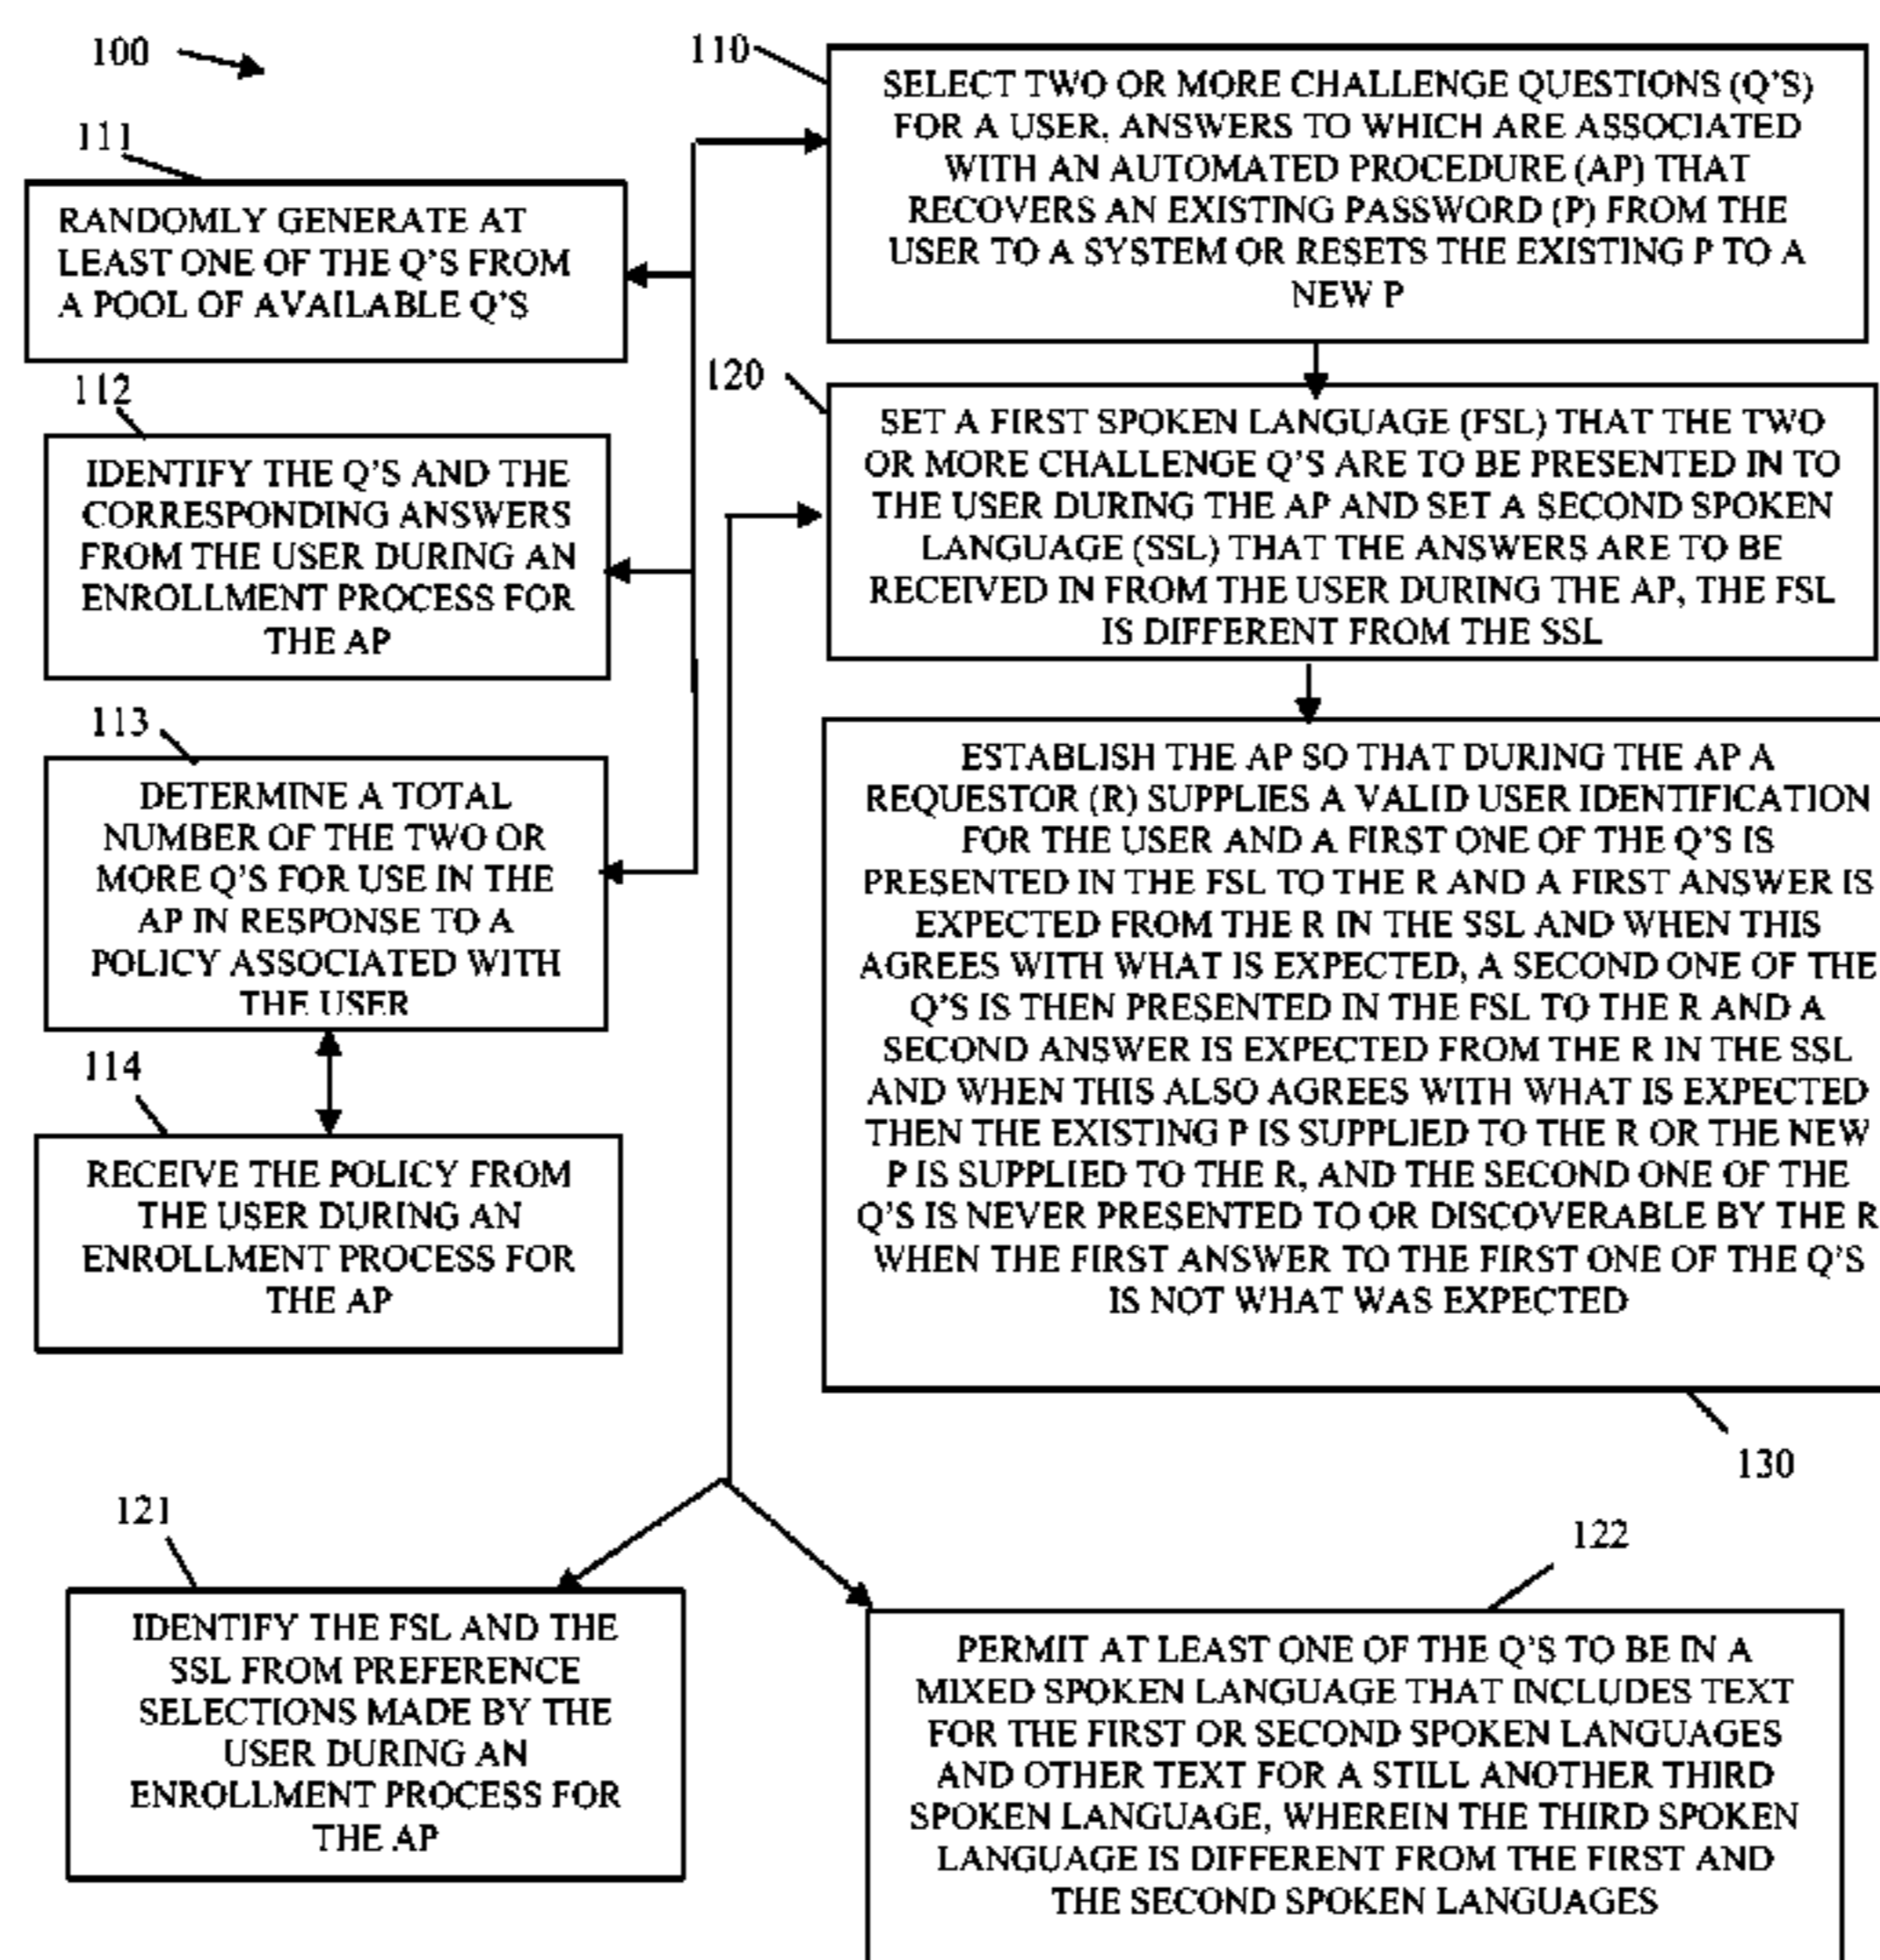 100
110
SELECT TWO OR MORE CHALLENGE QUESTIONS (Q'S)
FOR A USER, ANSWERS TO WHICH ARE ASSOCIATED
WITH AN AUTOMATED PROCEDURE (AP) THAT
RECOVERS AN EXISTING PASSWORD (P) FROM THE
USER TO A SYSTEM OR RESETS THE EXISTING P TO A
NEW P
111
RANDOMLY GENERATE AT
LEAST ONE OF THE Q'S FROM
A POOL OF AVAILABLE Q'S
112
IDENTIFY THE Q'S AND THE
CORRESPONDING ANSWERS
FROM THE USER DURING AN
ENROLLMENT PROCESS FOR
THE AP
120
SET A FIRST SPOKEN LANGUAGE (FSL) THAT THE TWO
OR MORE CHALLENGE Q'S ARE TO BE PRESENTED IN TO
THE USER DURING THE AP AND SET A SECOND SPOKEN
LANGUAGE (SSL) THAT THE ANSWERS ARE TO BE
RECEIVED IN FROM THE USER DURING THE AP, THE FSL
IS DIFFERENT FROM THE SSL
113
DETERMINE A TOTAL
NUMBER OF THE TWO OR
MORE Q'S FOR USE IN THE
AP IN RESPONSE TO A
POLICY ASSOCIATED WITH
THE USER
114
RECEIVE THE POLICY FROM
THE USER DURING AN
ENROLLMENT PROCESS FOR
THE AP
ESTABLISH THE AP SO THAT DURING THE AP A
REQUESTOR (R) SUPPLIES A VALID USER IDENTIFICATION
FOR THE USER AND A FIRST ONE OF THE Q'S IS
PRESENTED IN THE FSL TO THE R AND A FIRST ANSWER IS
EXPECTED FROM THE R IN THE SSL AND WHEN THIS
AGREES WITH WHAT IS EXPECTED, A SECOND ONE OF THE
Q'S IS THEN PRESENTED IN THE FSL TO THE R AND A
SECOND ANSWER IS EXPECTED FROM THE R IN THE SSL
AND WHEN THIS ALSO AGREES WITH WHAT IS EXPECTED
THEN THE EXISTING P IS SUPPLIED TO THE R OR THE NEW
P IS SUPPLIED TO THE R, AND THE SECOND ONE OF THE
Q'S IS NEVER PRESENTED TO OR DISCOVERABLE BY THE R
WHEN THE FIRST ANSWER TO THE FIRST ONE OF THE Q'S
IS NOT WHAT WAS EXPECTED
130
121
IDENTIFY THE FSL AND THE
SSL FROM PREFERENCE
SELECTIONS MADE BY THE
USER DURING AN
ENROLLMENT PROCESS FOR
THE AP
122
PERMIT AT LEAST ONE OF THE Q'S TO BE IN A
MIXED SPOKEN LANGUAGE THAT INCLUDES TEXT
FOR THE FIRST OR SECOND SPOKEN LANGUAGES
AND OTHER TEXT FOR A STILL ANOTHER THIRD
SPOKEN LANGUAGE, WHEREIN THE THIRD SPOKEN
LANGUAGE IS DIFFERENT FROM THE FIRST AND
THE SECOND SPOKEN LANGUAGES